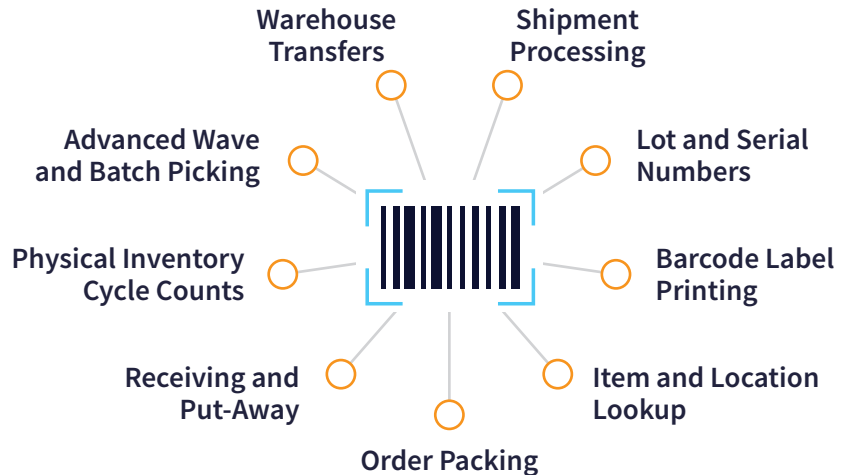 Warehouse
Transfers
Shipment
Processing
Advanced Wave
and Batch Picking
Lot and Serial
Numbers
Physical Inventory
Cycle Counts
Barcode Label
Printing
Receiving and
Put-Away
Item and Location
Lookup
Order Packing